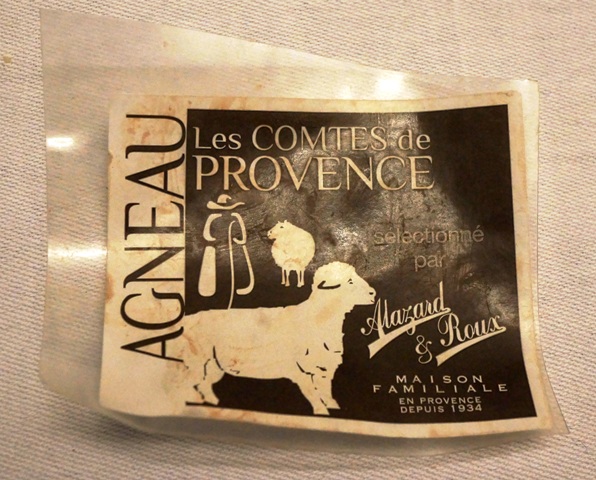 AGNEAU
Les COMTES de
PROVENCE
sélectionné
par
Alazard
& Roux
MAISON
FAMILIALE
EN PROVENCE
DEPUIS 1934